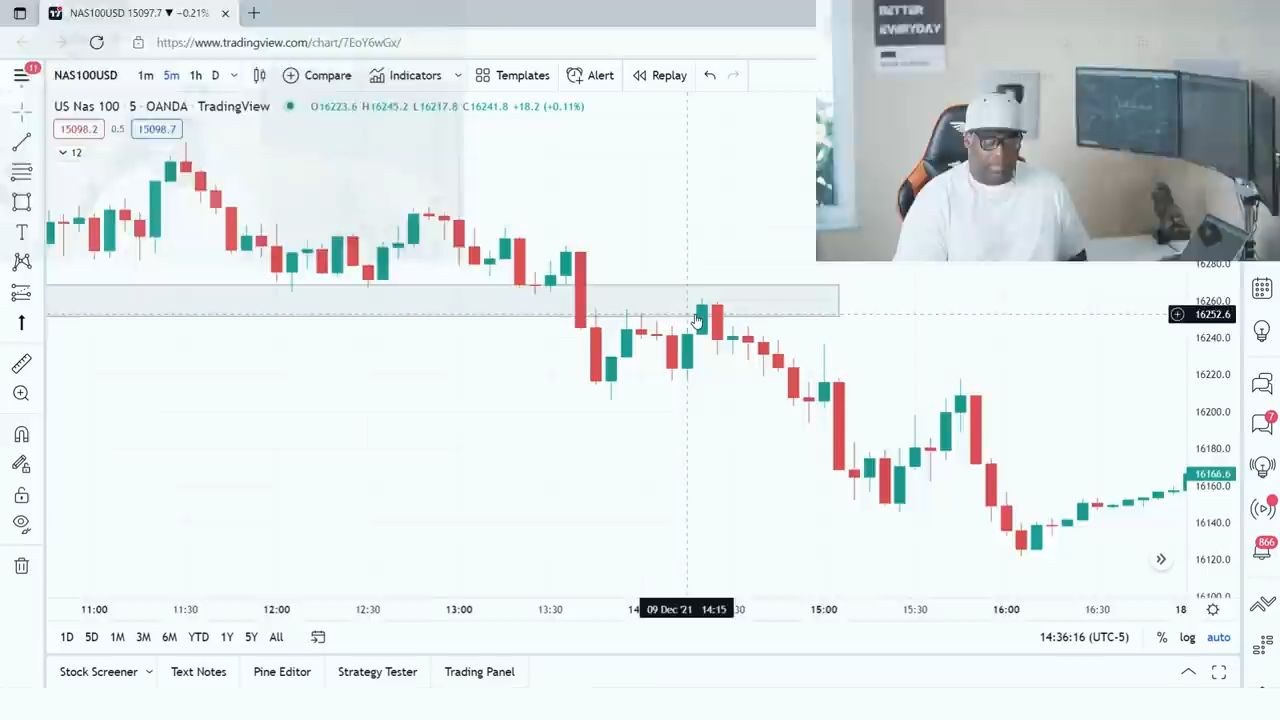 NAS100USD 15097.7 ▼ −0.21%
https://www.tradingview.com/chart/7EoY6wGx/
BETTER
EVERYDAY
11
NAS100USD 1m 5m 1h D Compare Indicators Templates Alert Replay
US Nas 100 · 5 · OANDA · TradingView O16223.6 H16245.2 L16217.8 C16241.8 +18.2 (+0.11%)
15098.2 0.5 15098.7
12
16280.0
16260.0
16252.6
16240.0
16220.0
16200.0
16180.0
16166.6
16160.0
16140.0
16120.0
16100.0
7
866
11:00 11:30 12:00 12:30 13:00 13:30 14 09 Dec '21 14:15 30 15:00 15:30 16:00 16:30 18
1D 5D 1M 3M 6M YTD 1Y 5Y All 14:36:16 (UTC-5) % log auto
Stock Screener Text Notes Pine Editor Strategy Tester Trading Panel